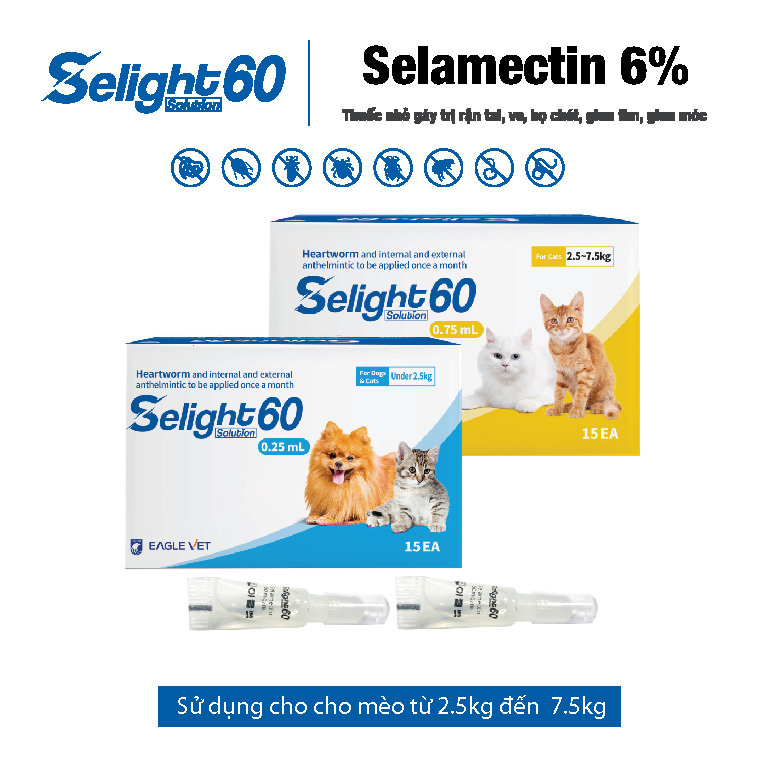 Selight60
Solution
Selamectin 6%
Thuốc nhỏ gáy trị rận tai, ve, bọ chét, giun tim, giun móc
Heartworm and internal and external
anthelmintic to be applied once a month
For Cats 2.5~7.5kg
Selight60
Solution
0.75 mL
15 EA
Heartworm and internal and external
anthelmintic to be applied once a month
For Dogs
& Cats
Under 2.5kg
Selight60
Solution
0.25 mL
EAGLE VET
15 EA
Selight60
Selight60
Sử dụng cho cho mèo từ 2.5kg đến 7.5kg